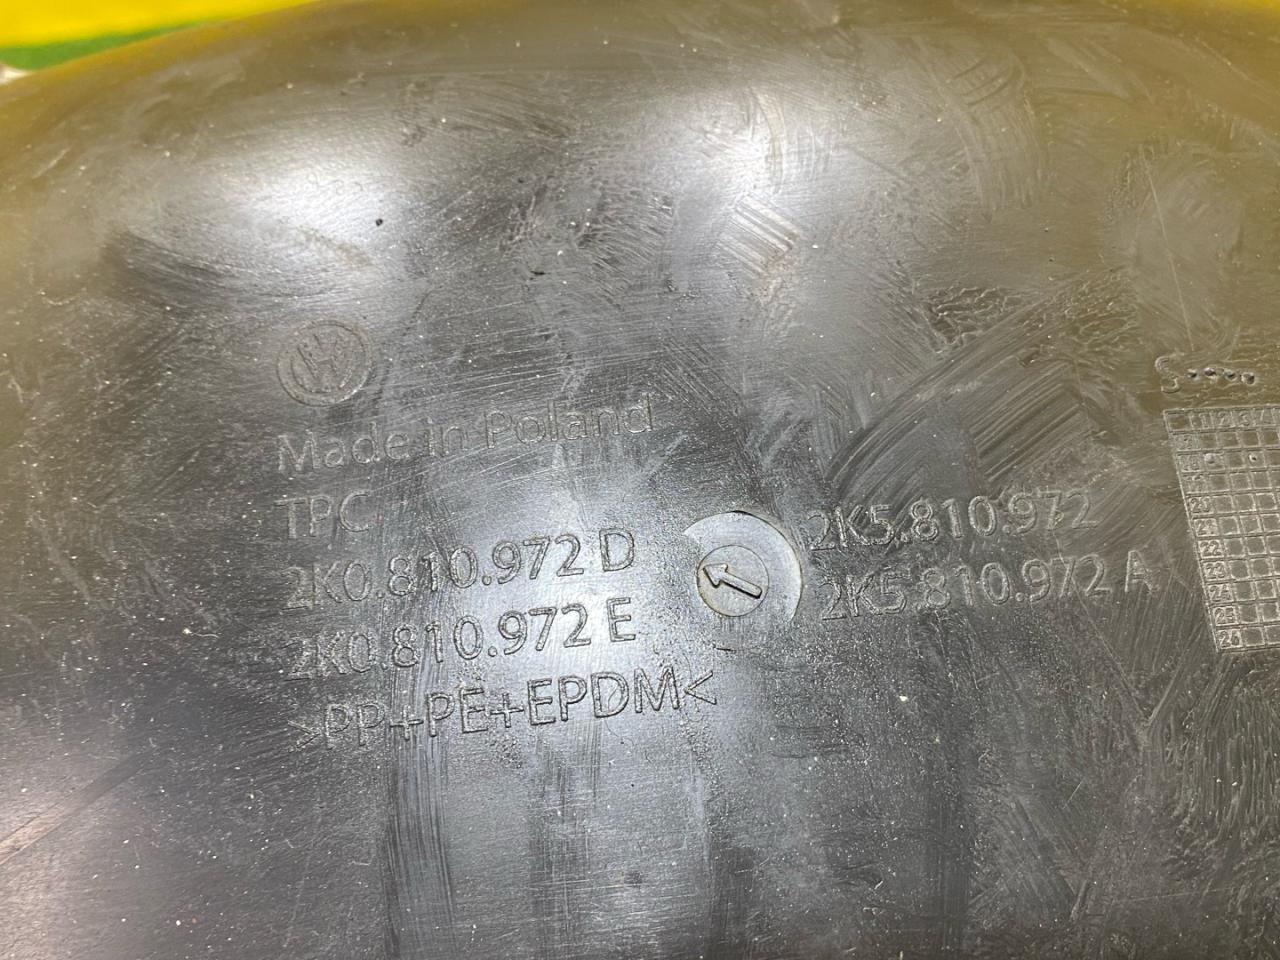 Made in Poland
TPC
2K0.810.972 D
2K0.810.972 E
>PP+PE+EPDM<
2K5.810.972
2K5.810.972 A